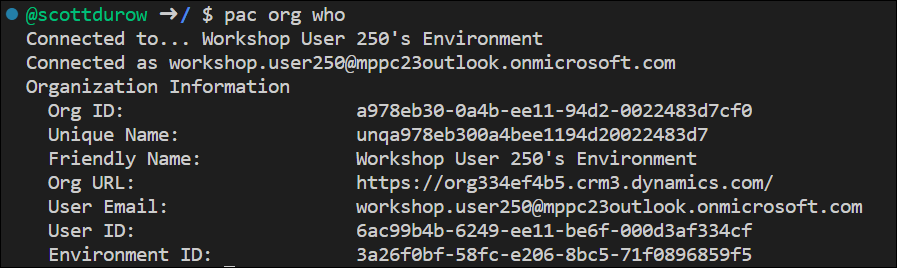 @scottdurow ➜/ $ pac org who
Connected to... Workshop User 250's Environment
Connected as workshop.user250@mppc23outlook.onmicrosoft.com
Organization Information
Org ID: a978eb30-0a4b-ee11-94d2-0022483d7cf0
Unique Name: unqa978eb300a4bee1194d20022483d7
Friendly Name: Workshop User 250's Environment
Org URL: https://org334ef4b5.crm3.dynamics.com/
User Email: workshop.user250@mppc23outlook.onmicrosoft.com
User ID: 6ac99b4b-6249-ee11-be6f-000d3af334cf
Environment ID: 3a26f0bf-58fc-e206-8bc5-71f0896859f5